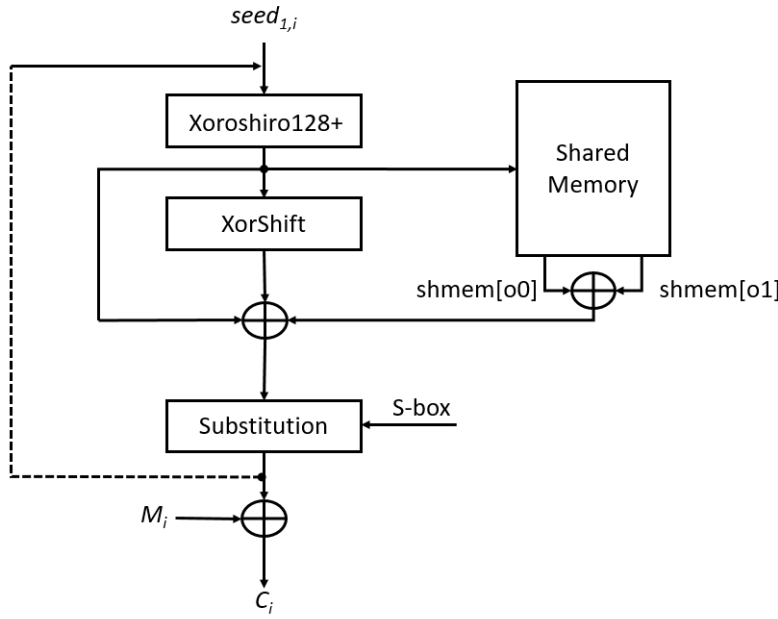 seed1,i
Xoroshiro128+
Shared
Memory
XorShift
shmem[o0]
shmem[o1]
S-box
Substitution
Mi
Ci